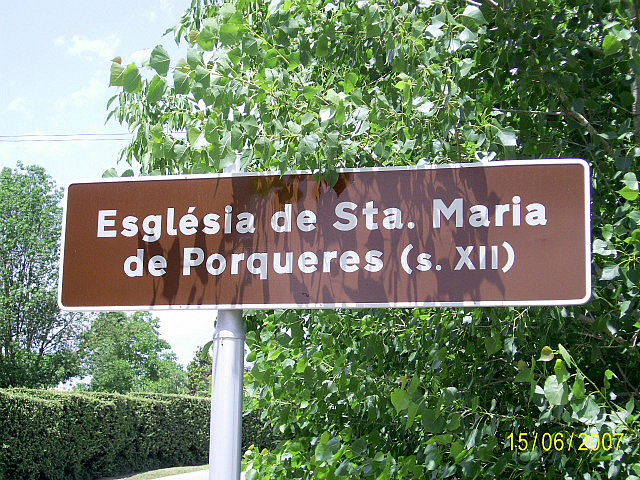 Església de Sta. Maria
de Porqueres (s. XII)
15/06/2007